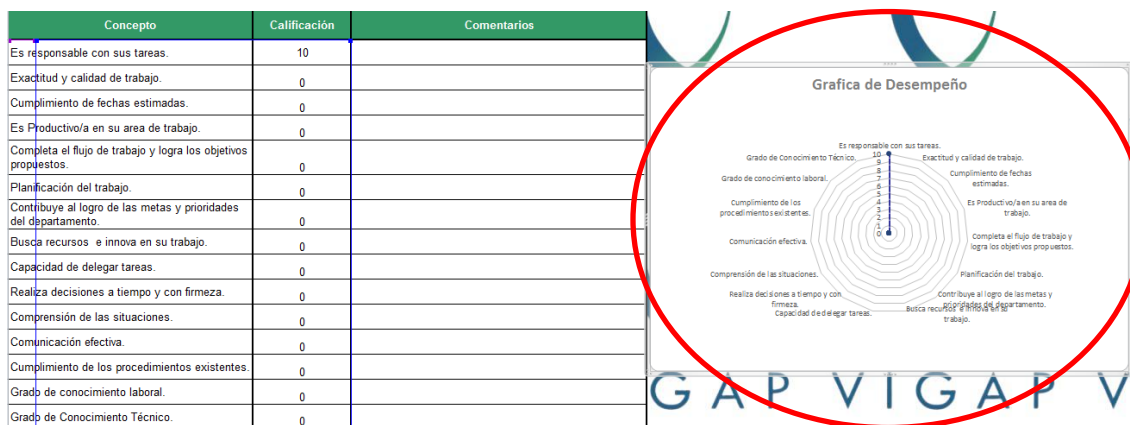 Concepto Calificación Comentarios
Es responsable con sus tareas. 10
Exactitud y calidad de trabajo. 0
Cumplimiento de fechas estimadas. 0
Es Productivo/a en su area de trabajo. 0
Completa el flujo de trabajo y logra los objetivos
propuestos. 0
Planificación del trabajo. 0
Contribuye al logro de las metas y prioridades
del departamento. 0
Busca recursos e innova en su trabajo. 0
Capacidad de delegar tareas. 0
Realiza decisiones a tiempo y con firmeza. 0
Comprensión de las situaciones. 0
Comunicación efectiva. 0
Cumplimiento de los procedimientos existentes. 0
Grado de conocimiento laboral. 0
Grado de Conocimiento Técnico. 0
Grafica de Desempeño
Es responsable con sus tareas.
Exactitud y calidad de trabajo.
Cumplimiento de fechas
estimadas.
Es Productivo/a en su area de
trabajo.
Completa el flujo de trabajo y
logra los objetivos propuestos.
Planificación del trabajo.
Contribuye al logro de las metas y
prioridades del departamento.
Busca recursos e innova en su
trabajo.
Capacidad de delegar tareas.
Realiza decisiones a tiempo y con
firmeza.
Comprensión de las situaciones.
Comunicación efectiva.
Cumplimiento de los
procedimientos existentes.
Grado de conocimiento laboral.
Grado de Conocimiento Técnico.
10
9
8
7
6
5
4
3
2
1
0
GAP VIGAP V